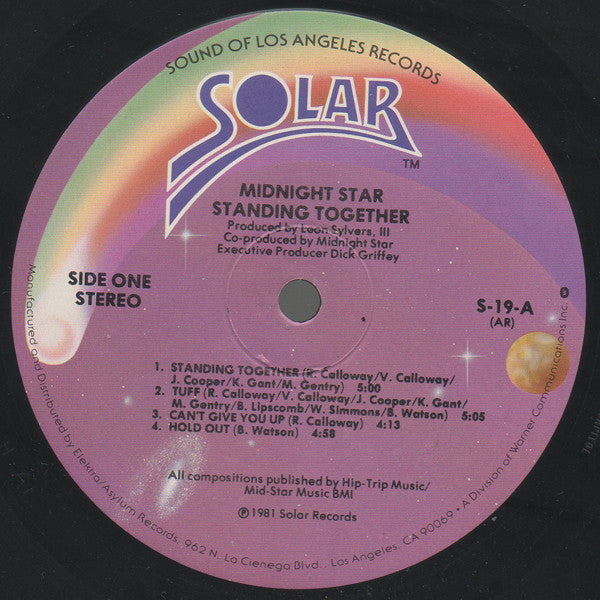 SOUND OF LOS ANGELES RECORDS
SOLAR
TM
MIDNIGHT STAR
STANDING TOGETHER
Produced by Leon Sylvers, III
Co-produced by Midnight Star
Executive Producer Dick Griffey
SIDE ONE
STEREO
S-19-A
(AR)
1. STANDING TOGETHER (R. Calloway/V. Calloway/
J. Cooper/K. Gant/M. Gentry) 5:00
2. TUFF (R. Calloway/V. Calloway/J. Cooper/K. Gant/
M. Gentry/B. Lipscomb/W. Simmons/B. Watson) 5:05
3. CAN'T GIVE YOU UP (R. Calloway) 4:13
4. HOLD OUT (B. Watson) 4:58
All compositions published by Hip-Trip Music/
Mid-Star Music BMI
℗1981 Solar Records
Manufactured and Distributed by Elektra/Asylum Records, 962 N. La Cienega Blvd., Los Angeles, CA 90069 • A Division of Warner Communications Inc.